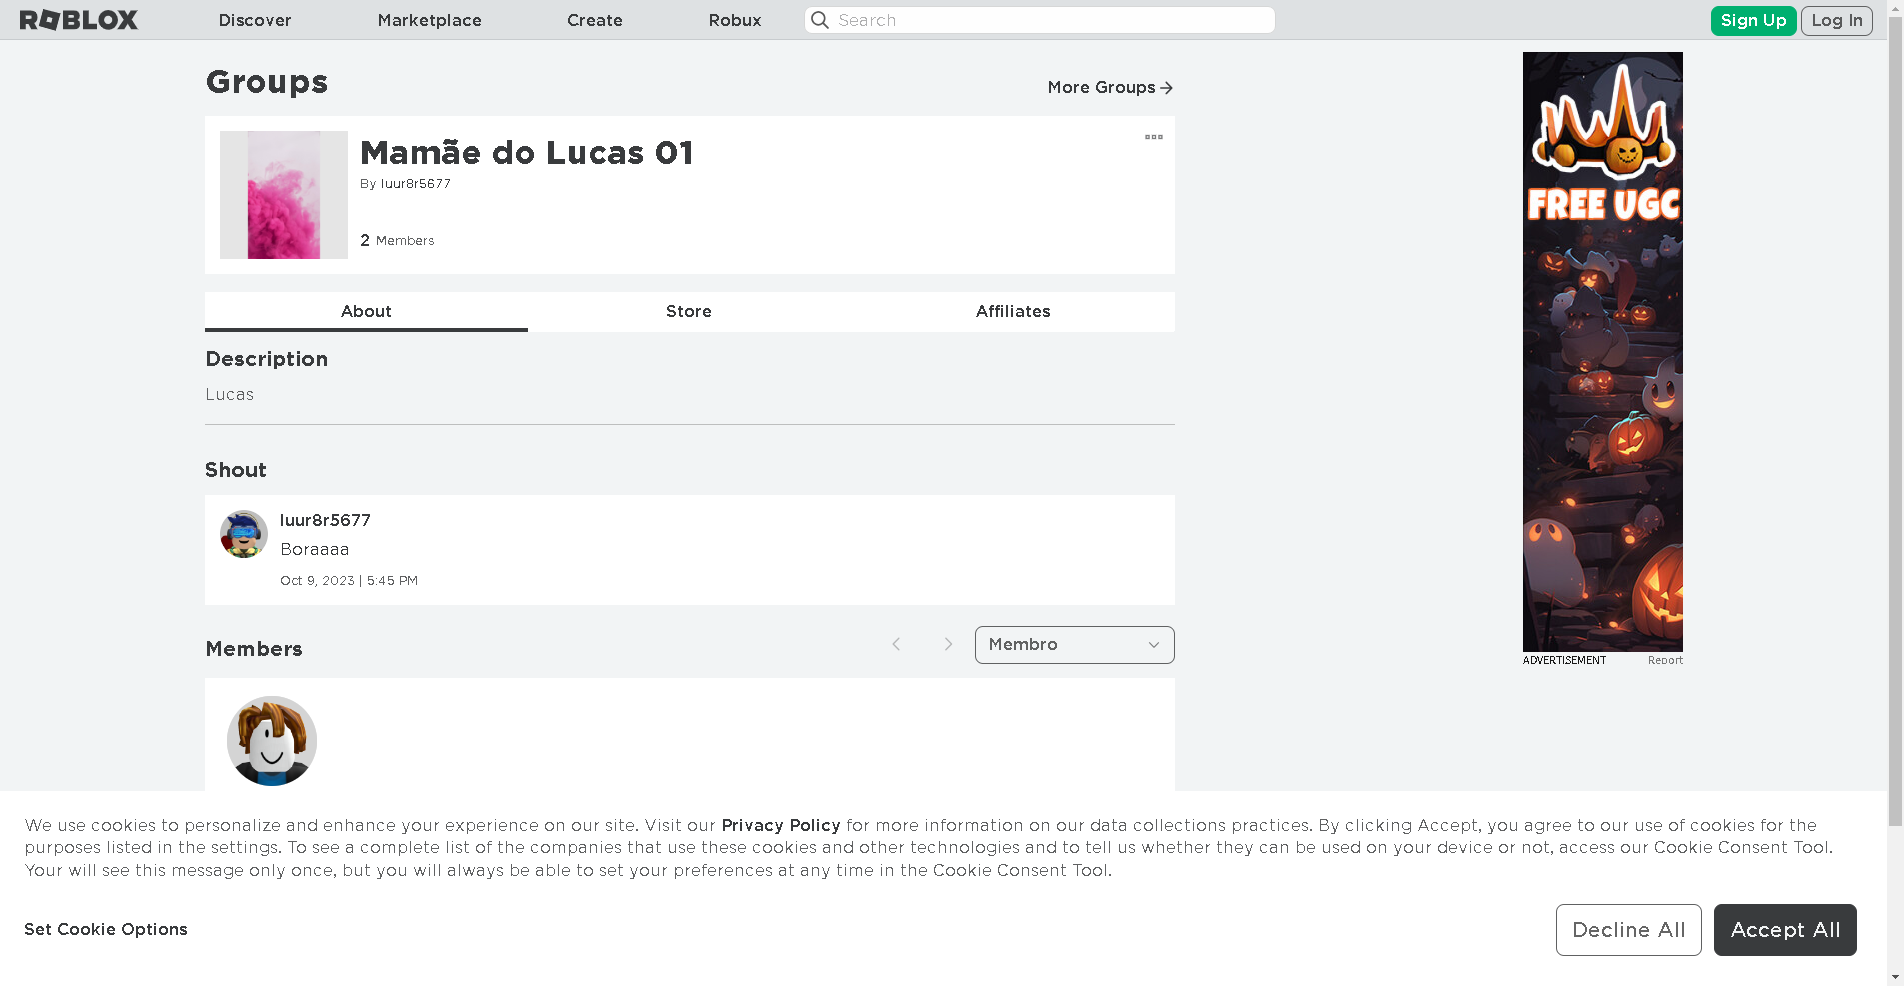 ROBLOX Discover Marketplace Create Robux Search Sign Up Log In
Groups
More Groups
Mamãe do Lucas 01
By luur8r5677
2 Members
About Store Affiliates
Description
Lucas
Shout
luur8r5677
Boraaaa
Oct 9, 2023 | 5:45 PM
Members
Membro
FREE UGC
ADVERTISEMENT Report
We use cookies to personalize and enhance your experience on our site. Visit our Privacy Policy for more information on our data collections practices. By clicking Accept, you agree to our use of cookies for the
purposes listed in the settings. To see a complete list of the companies that use these cookies and other technologies and to tell us whether they can be used on your device or not, access our Cookie Consent Tool.
Your will see this message only once, but you will always be able to set your preferences at any time in the Cookie Consent Tool.
Set Cookie Options
Decline All
Accept All